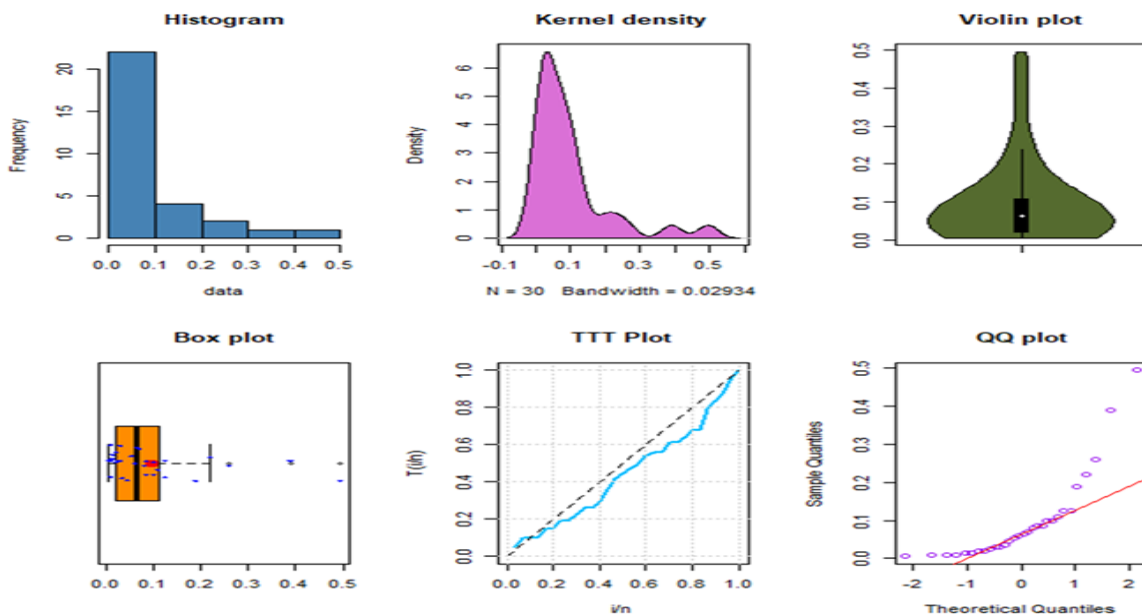 Histogram
Frequency
0 5 10 15 20
0.0 0.1 0.2 0.3 0.4 0.5
data
Kernel density
Density
0 1 2 3 4 5 6
-0.1 0.1 0.3 0.5
N = 30 Bandwidth = 0.02934
Violin plot
0.0 0.1 0.2 0.3 0.4 0.5
Box plot
0.0 0.1 0.2 0.3 0.4 0.5
TTT Plot
T(i/n)
0.0 0.2 0.4 0.6 0.8 1.0
0.0 0.2 0.4 0.6 0.8 1.0
i/n
QQ plot
Sample Quantiles
0.0 0.1 0.2 0.3 0.4 0.5
-2 -1 0 1 2
Theoretical Quantiles